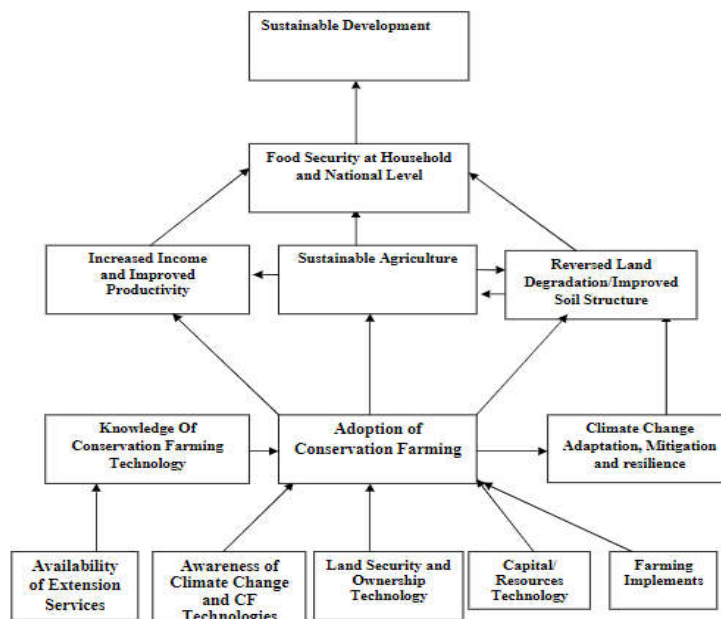 Sustainable Development
Food Security at Household
and National Level
Increased Income
and Improved
Productivity
Sustainable Agriculture
Reversed Land
Degradation/Improved
Soil Structure
Knowledge Of
Conservation Farming
Technology
Adoption of
Conservation Farming
Climate Change
Adaptation, Mitigation
and resilience
Availability
of Extension
Services
Awareness of
Climate Change
and CF
Technologies
Land Security and
Ownership
Technology
Capital/
Resources
Technology
Farming
Implements